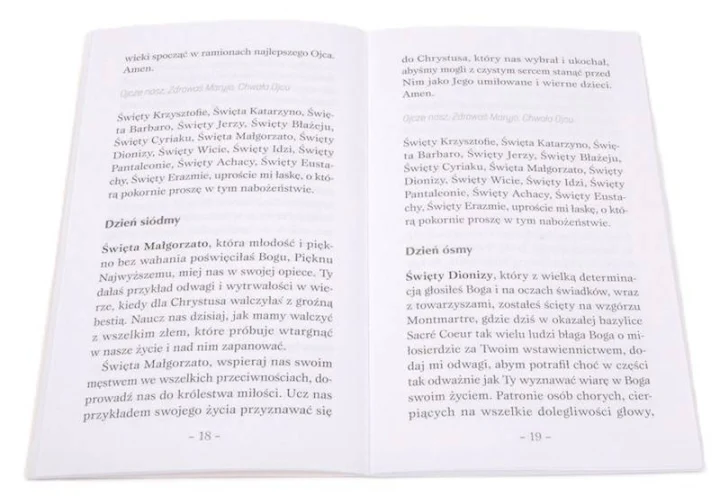 wieki spocząć w ramionach najlepszego Ojca.
Amen.
Ojcze nasz, Zdrowaś Maryjo, Chwała Ojcu
Święty Krzysztofie, Święta Katarzyno, Świę-
ta Barbaro, Święty Jerzy, Święty Błażeju,
Święty Cyriaku, Święta Małgorzato, Święty
Dionizy, Święty Wicie, Święty Idzi, Święty
Pantaleonie, Święty Achacy, Święty Eusta-
chy, Święty Erazmie, uproście mi łaskę, o któ-
rą pokornie proszę w tym nabożeństwie.
Dzień siódmy
Święta Małgorzato, która młodość i pięk-
no bez wahania poświęciłaś Bogu, Pięknu
Najwyższemu, miej nas w swojej opiece. Ty
dałaś przykład odwagi i wytrwałości w wie-
rze, kiedy dla Chrystusa walczyłaś z groźną
bestią. Naucz nas dzisiaj, jak mamy walczyć
z wszelkim złem, które próbuje wtargnąć
w nasze życie i nad nim zapanować.
Święta Małgorzato, wspieraj nas swoim
męstwem we wszelkich przeciwnościach, do-
prowadź nas do królestwa miłości. Ucz nas
przykładem swojego życia przyznawać się
– 18 –
do Chrystusa, który nas wybrał i ukochał,
abyśmy mogli z czystym sercem stanąć przed
Nim jako Jego umiłowane i wierne dzieci.
Amen.
Ojcze nasz, Zdrowaś Maryjo, Chwała Ojcu
Święty Krzysztofie, Święta Katarzyno, Świę-
ta Barbaro, Święty Jerzy, Święty Błażeju,
Święty Cyriaku, Święta Małgorzato, Święty
Dionizy, Święty Wicie, Święty Idzi, Święty
Pantaleonie, Święty Achacy, Święty Eusta-
chy, Święty Erazmie, uproście mi łaskę, o któ-
rą pokornie proszę w tym nabożeństwie.
Dzień ósmy
Święty Dionizy, który z wielką determina-
cją głosiłeś Boga i na oczach świadków, wraz
z towarzyszami, zostałeś ścięty na wzgórzu
Montmartre, gdzie dziś w okazałej bazylice
Sacré Coeur tak wielu ludzi błaga Boga o mi-
łosierdzie za Twoim wstawiennictwem, do-
daj mi odwagi, abym potrafił choć w części
tak odważnie jak Ty wyznawać wiarę w Boga
swoim życiem. Patronie osób chorych, cier-
piących na wszelkie dolegliwości głowy,
– 19 –